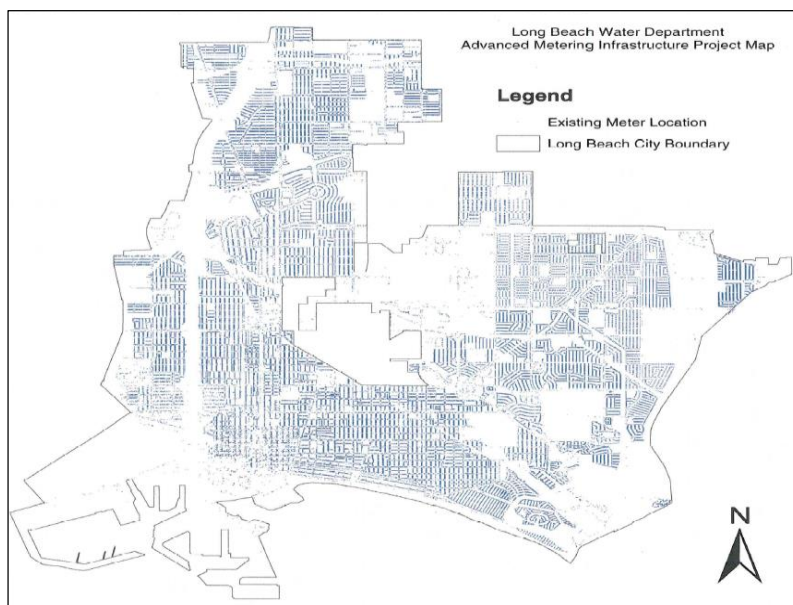 Long Beach Water Department
Advanced Metering Infrastructure Project Map
Legend
Existing Meter Location
Long Beach City Boundary
N